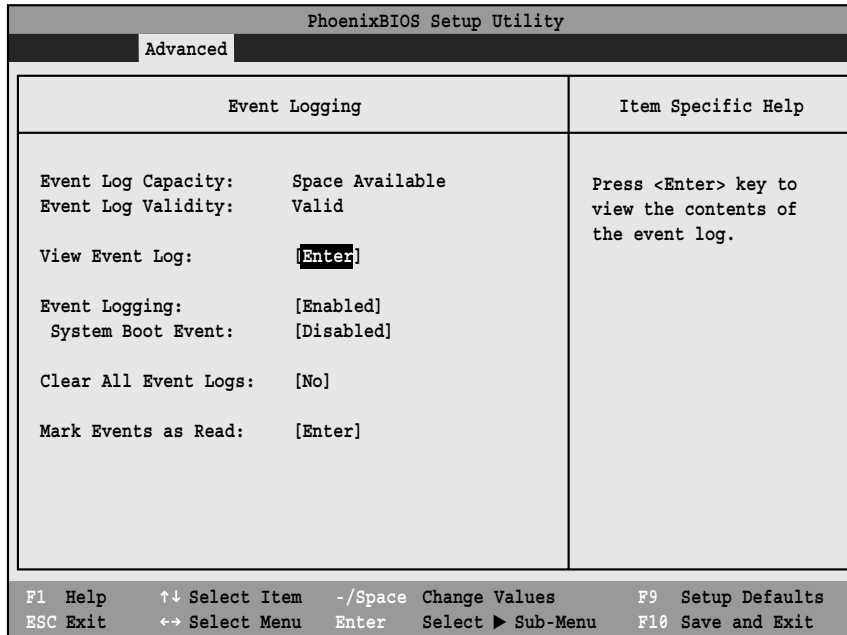 PhoenixBIOS Setup Utility
Advanced
Event Logging
Item Specific Help
Event Log Capacity: Space Available
Event Log Validity: Valid
View Event Log: [Enter]
Event Logging: [Enabled]
System Boot Event: [Disabled]
Clear All Event Logs: [No]
Mark Events as Read: [Enter]
Press <Enter> key to
view the contents of
the event log.
F1 Help ↑↓ Select Item -/Space Change Values F9 Setup Defaults
ESC Exit ←→ Select Menu Enter Select ▶ Sub-Menu F10 Save and Exit